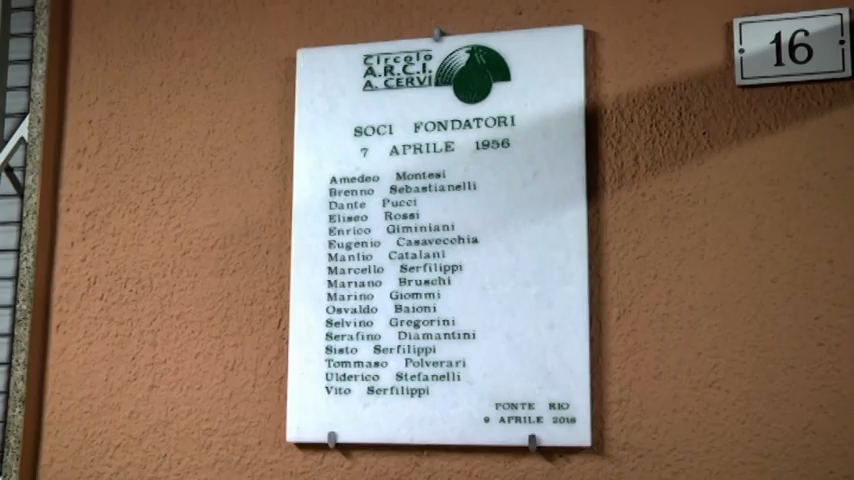 Circolo
A.R.C.I.
A. CERVI
16
SOCI FONDATORI
7 APRILE 1956
Amedeo Montesi
Brenno Sebastianelli
Dante Pucci
Eliseo Rossi
Enrico Giminiani
Eugenio Casavecchia
Manlio Catalani
Marcello Serfilippi
Mariano Bruschi
Marino Giommi
Osvaldo Baioni
Selvino Gregorini
Serafino Diamantini
Sisto Serfilippi
Tommaso Polverari
Ulderico Stefanelli
Vito Serfilippi
PONTE RIO
9 APRILE 2018